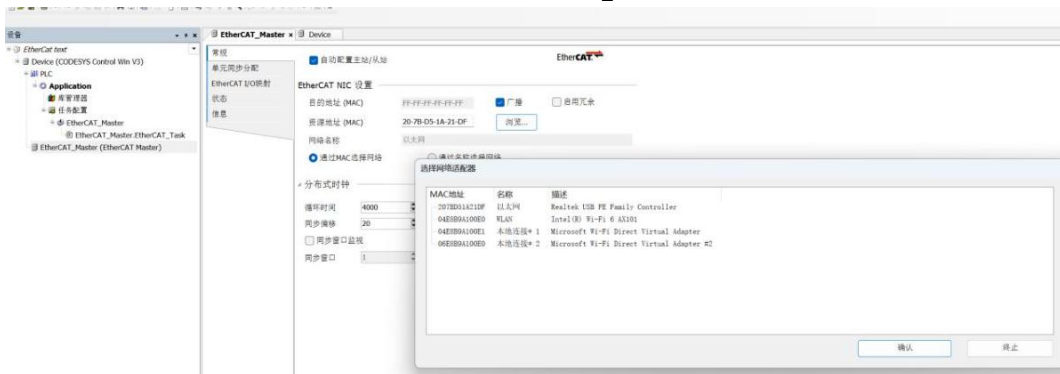 设备
EtherCat text
Device (CODESYS Control Win V3)
PLC
Application
库管理器
任务配置
EtherCAT_Master
EtherCAT_Master.EtherCAT_Task
EtherCAT_Master (EtherCAT Master)
EtherCAT_Master × Device
常规
单元同步分配
EtherCAT I/O映射
状态
信息
自动配置主站/从站
EtherCAT
EtherCAT NIC 设置
目的地址 (MAC) FF-FF-FF-FF-FF-FF 广播 启用冗余
资源地址 (MAC) 20-7B-D5-1A-21-DF 浏览...
网络名称 以太网
通过MAC选择网络 通过名称选择网络
分布式时钟
循环时间 4000
同步偏移 20
同步窗口监视
同步窗口 1
选择网络适配器
MAC地址 名称 描述
207BD51A21DF 以太网 Realtek USB FE Family Controller
04E8B9A100E0 WLAN Intel(R) Wi-Fi 6 AX101
04E8B9A100E1 本地连接* 1 Microsoft Wi-Fi Direct Virtual Adapter
06E8B9A100E0 本地连接* 2 Microsoft Wi-Fi Direct Virtual Adapter #2
确认 终止